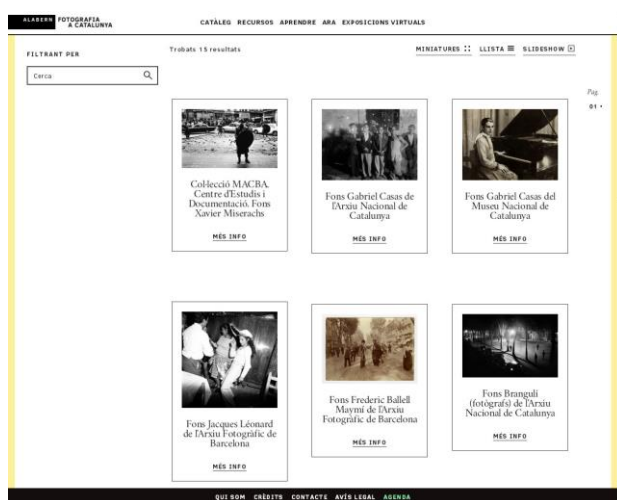 ALABERN FOTOGRAFIA
A CATALUNYA
CATÀLEG RECURSOS APRENDRE ARA EXPOSICIONS VIRTUALS
FILTRANT PER
Cerca
Trobats 15 resultats
MINIATURES LLISTA SLIDESHOW
Pag.
01
Col·lecció MACBA.
Centre d'Estudis i
Documentació. Fons
Xavier Miserachs
MÉS INFO
Fons Gabriel Casas de
l'Arxiu Nacional de
Catalunya
MÉS INFO
Fons Gabriel Casas del
Museu Nacional de
Catalunya
MÉS INFO
Fons Jacques Léonard
de l'Arxiu Fotogràfic de
Barcelona
MÉS INFO
Fons Frederic Ballell
Maymí de l'Arxiu
Fotogràfic de Barcelona
MÉS INFO
Fons Brangulí
(fotògrafs) de l'Arxiu
Nacional de Catalunya
MÉS INFO
QUI SOM CRÈDITS CONTACTE AVÍS LEGAL AGENDA